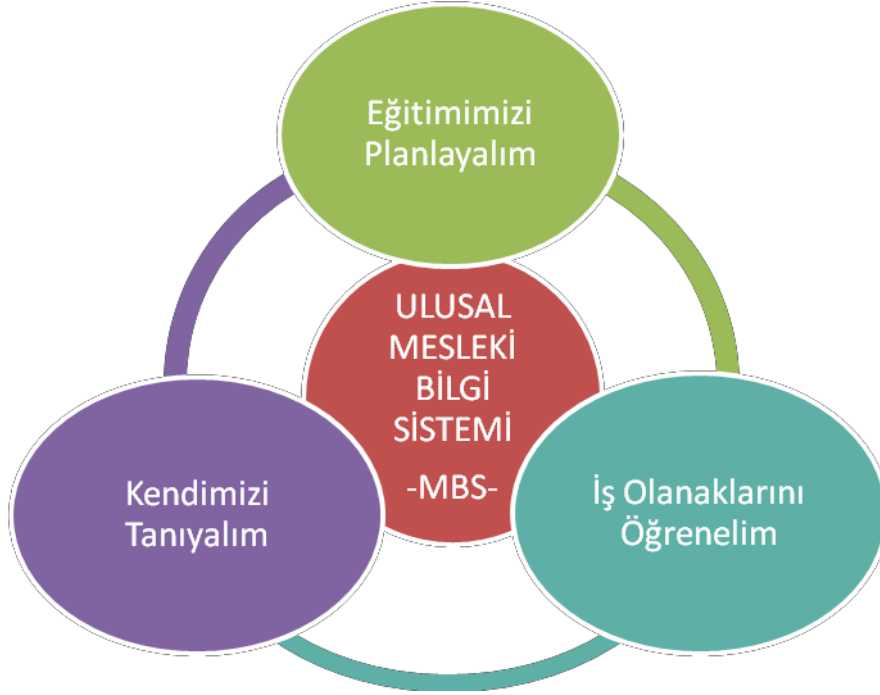 Eğitimimizi
Planlayalım
ULUSAL
MESLEKİ
BİLGİ
SİSTEMİ
-MBS-
Kendimizi
Tanıyalım
İş Olanaklarını
Öğrenelim